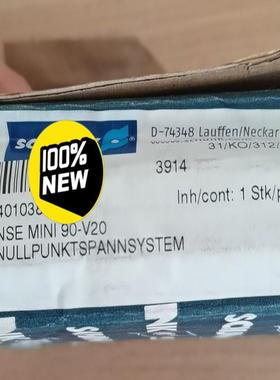 D-74348 Lauffen/Neckar
31/KO/312/
3914
Inh/cont: 1 Stk/p
100%
NEW
NSE MINI 90-V20
NULLPUNKTSPANNSYSTEM